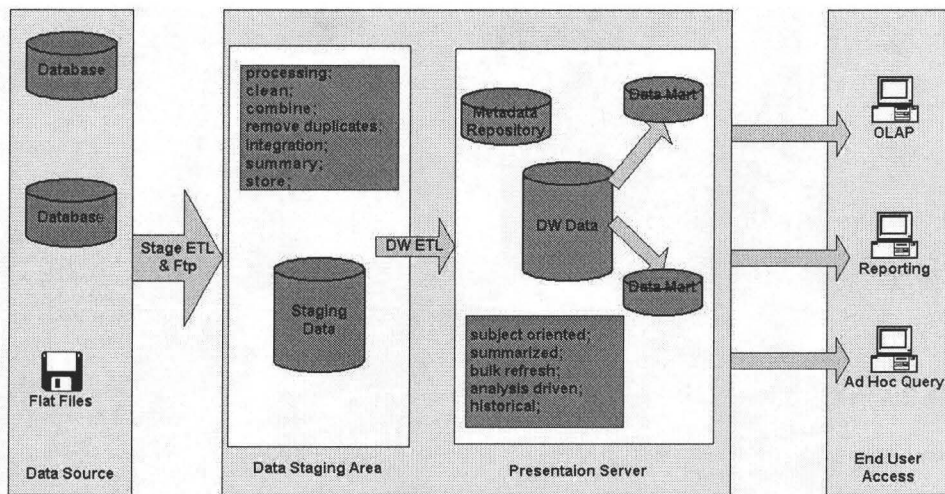 Database
Database
Flat Files
Data Source
Stage ETL
& Ftp
processing;
clean;
combine;
remove duplicates;
integration;
summary;
store;
Staging
Data
Data Staging Area
DW ETL
Metadata
Repository
Data Mart
DW Data
Data Mart
subject oriented;
summarized;
bulk refresh;
analysis driven;
historical;
Presentaion Server
OLAP
Reporting
Ad Hoc Query
End User
Access